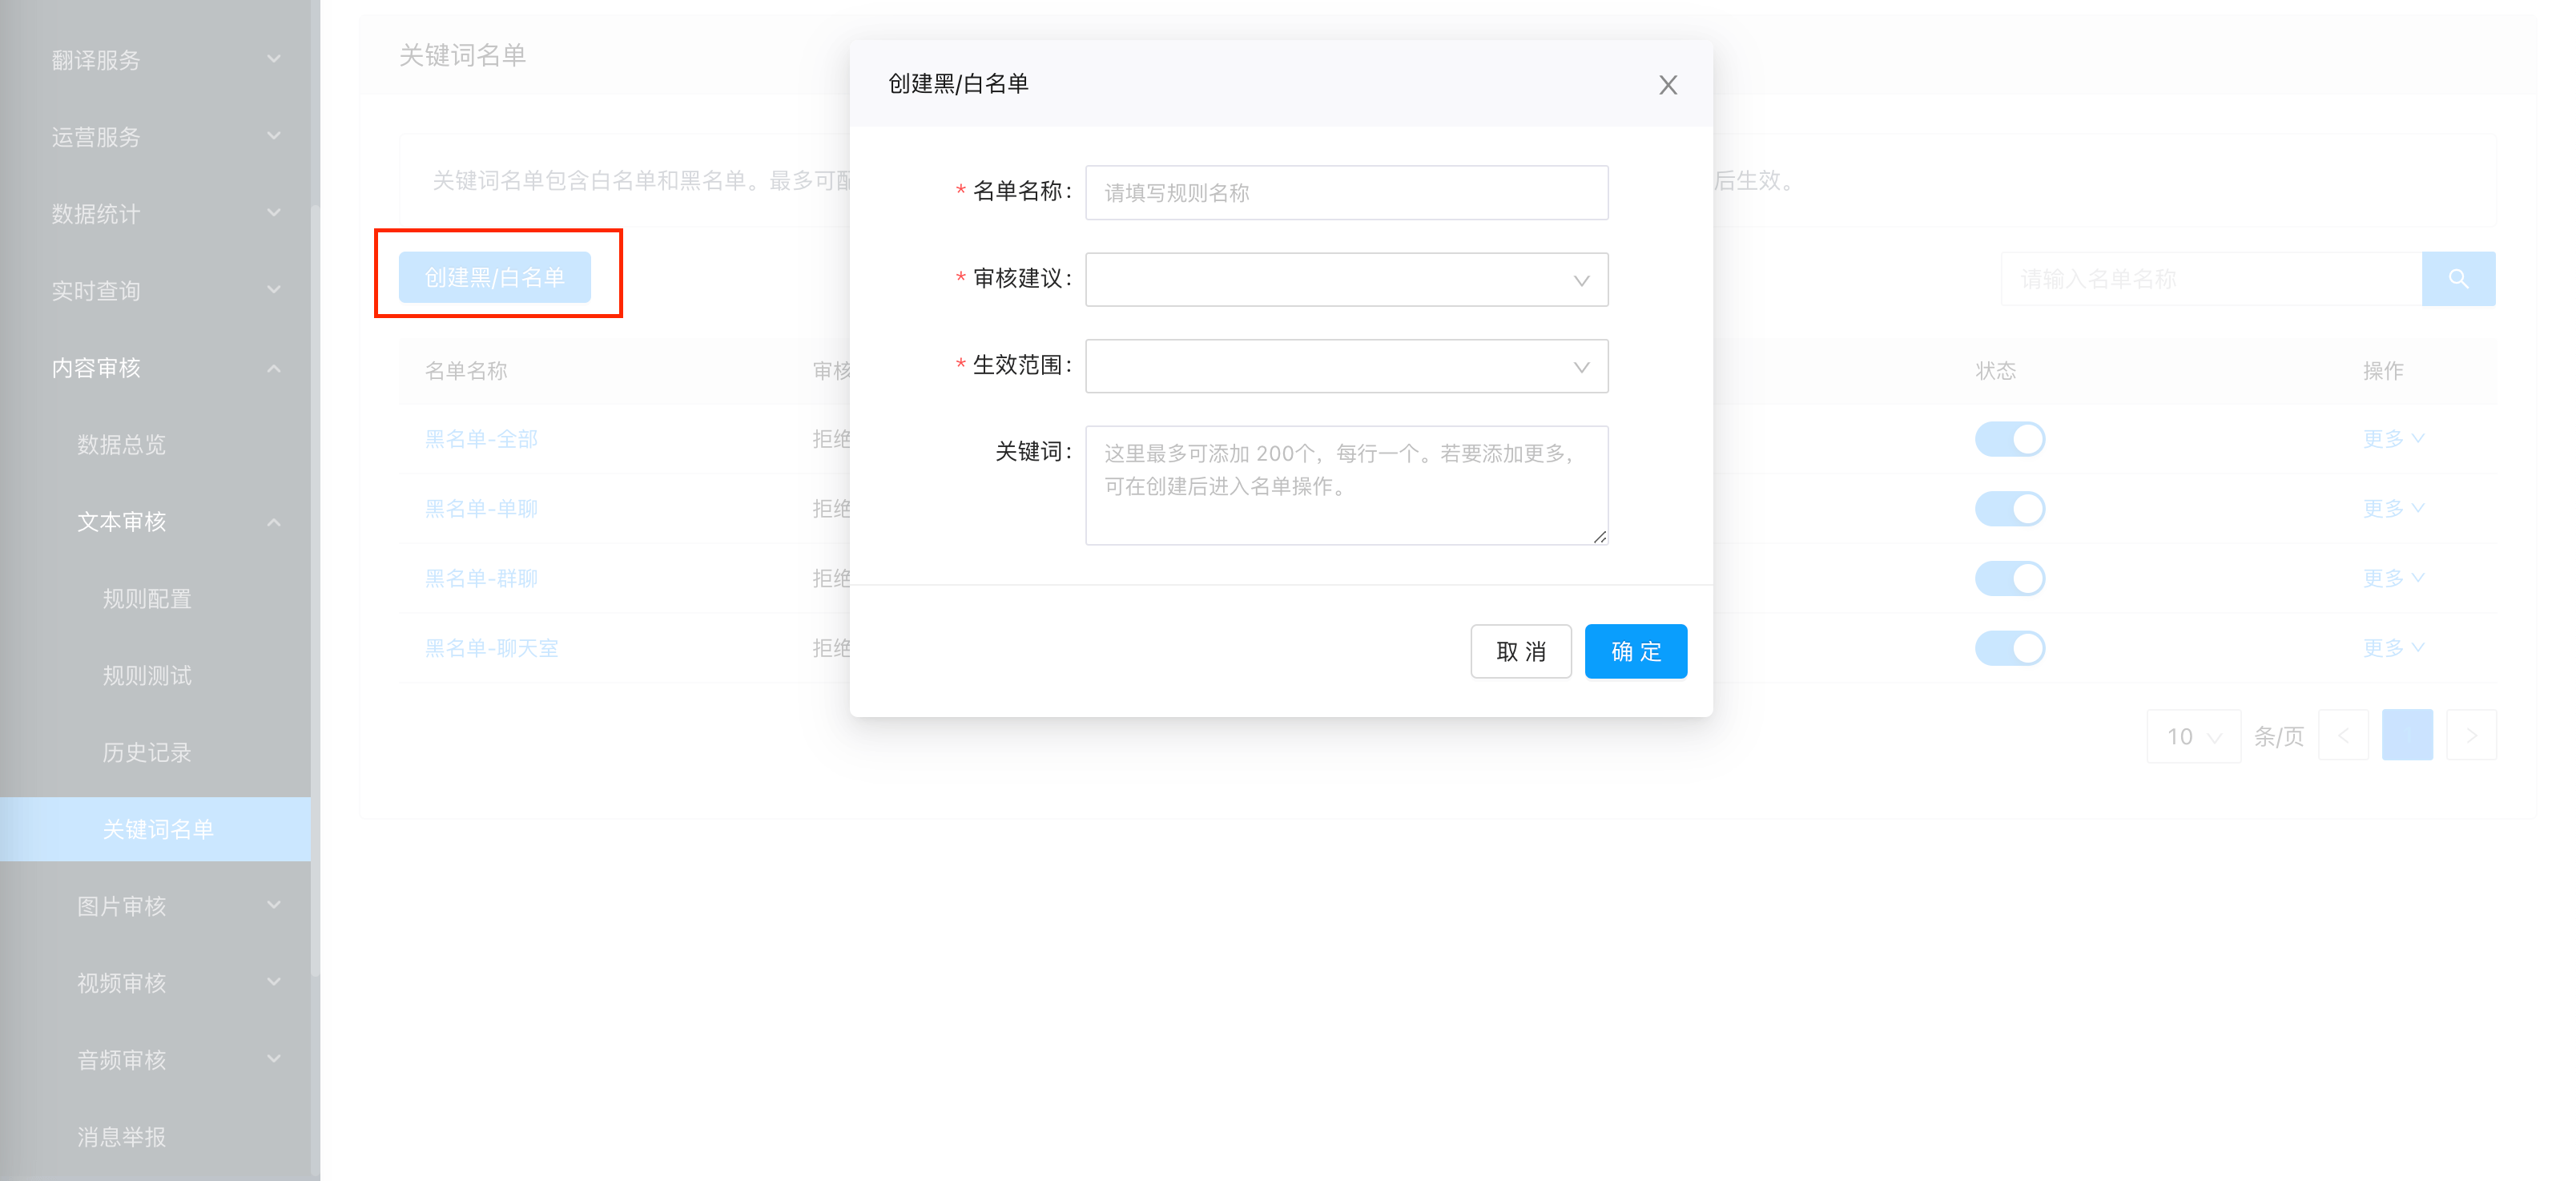 翻译服务
运营服务
数据统计
实时查询
内容审核
数据总览
文本审核
规则配置
规则测试
历史记录
关键词名单
图片审核
视频审核
音频审核
消息举报
关键词名单
关键词名单包含白名单和黑名单。最多可配
后生效。
创建黑/白名单
请输入名单名称
名单名称 审核 状态 操作
黑名单-全部 拒绝 更多
黑名单-单聊 拒绝 更多
黑名单-群聊 拒绝 更多
黑名单-聊天室 拒绝 更多
10 条/页
创建黑/白名单
* 名单名称: 请填写规则名称
* 审核建议:
* 生效范围:
关键词: 这里最多可添加 200个，每行一个。若要添加更多，
可在创建后进入名单操作。
取 消 确 定